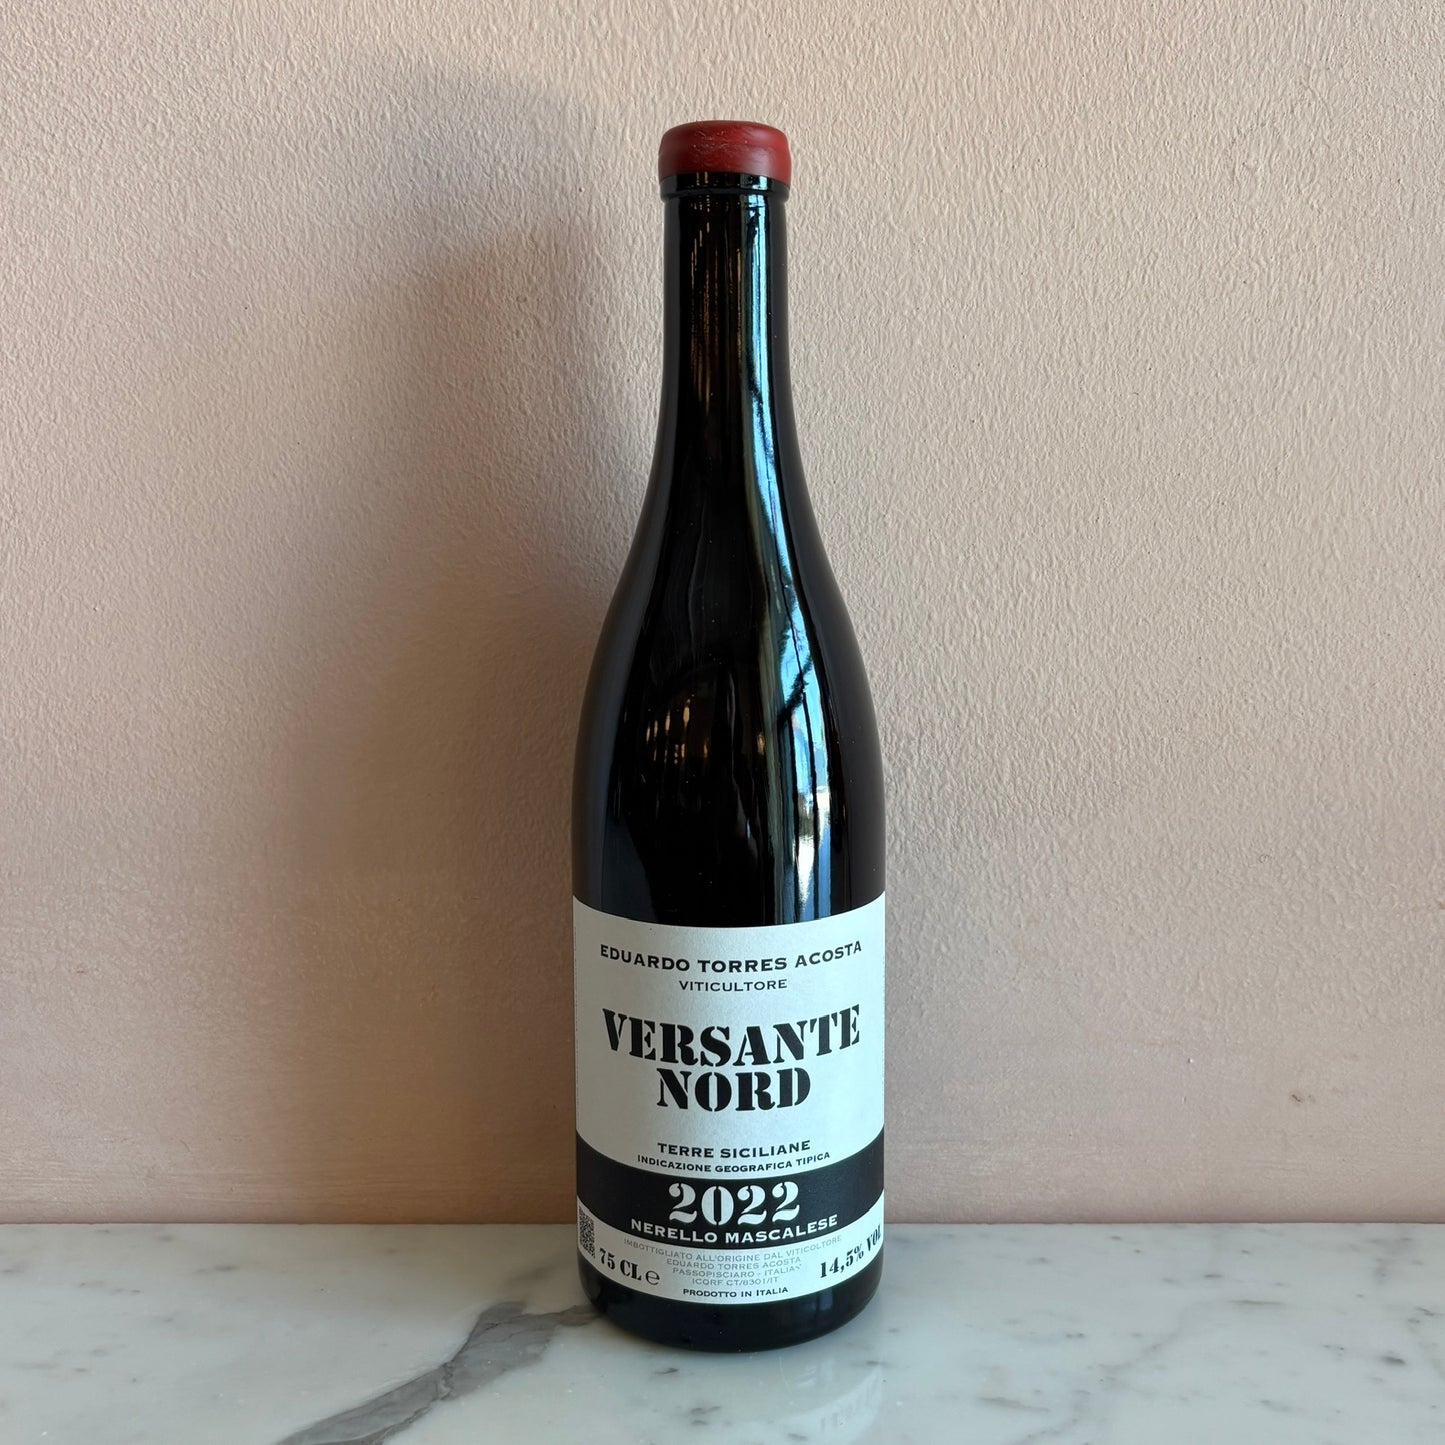 EDUARDO TORRES ACOSTA
VITICULTORE
VERSANTE
NORD
TERRE SICILIANE
INDICAZIONE GEOGRAFICA TIPICA
2022
NERELLO MASCALESE
IMBOTTIGLIATO ALL'ORIGINE DAL VITICOLTORE
EDUARDO TORRES ACOSTA
PASSOPISCIARO - ITALIA
ICQRF CT/8301/IT
75 CL e
14,5% VOL
PRODOTTO IN ITALIA